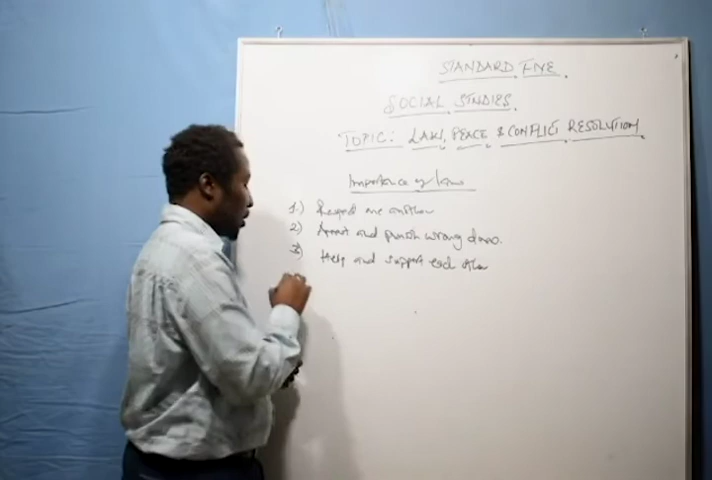 STANDARD FIVE.
SOCIAL STUDIES.
TOPIC: LAW, PEACE & CONFLICT RESOLUTION.
Importance of law
1.) Respect one another
2) Arrest and punish wrong doers.
3) Help and support each other